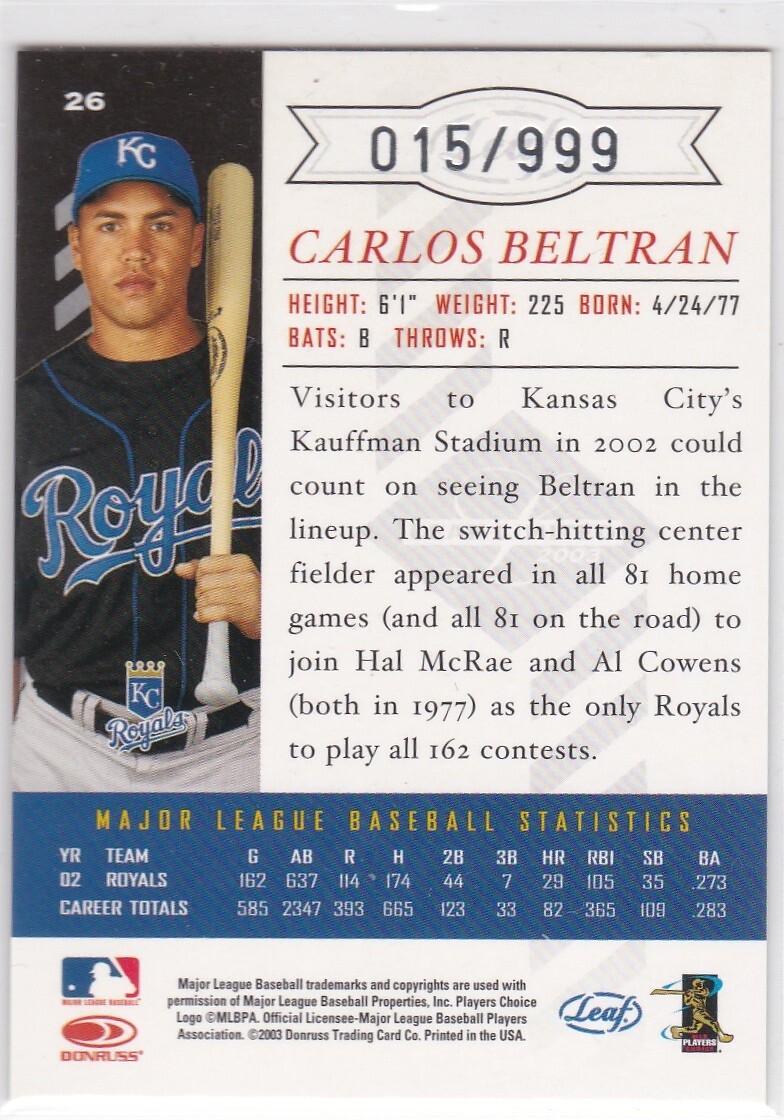 26
KC
015/999
CARLOS BELTRAN
HEIGHT: 6'1" WEIGHT: 225 BORN: 4/24/77
BATS: B THROWS: R
Visitors to Kansas City's
Kauffman Stadium in 2002 could
count on seeing Beltran in the
lineup. The switch-hitting center
fielder appeared in all 81 home
games (and all 81 on the road) to
join Hal McRae and Al Cowens
(both in 1977) as the only Royals
to play all 162 contests.
2003
Royals
KC
Royals
MAJOR LEAGUE BASEBALL STATISTICS
YR TEAM G AB R H 2B 3B HR RBI SB BA
02 ROYALS 162 637 114 174 44 7 29 105 35 .273
CAREER TOTALS 585 2347 393 665 123 33 82 365 109 .283
MAJOR LEAGUE BASEBALL
DONRUSS
Major League Baseball trademarks and copyrights are used with
permission of Major League Baseball Properties, Inc. Players Choice
Logo ©MLBPA. Official Licensee-Major League Baseball Players
Association. ©2003 Donruss Trading Card Co. Printed in the USA.
Leaf
PLAYERS
CHOICE